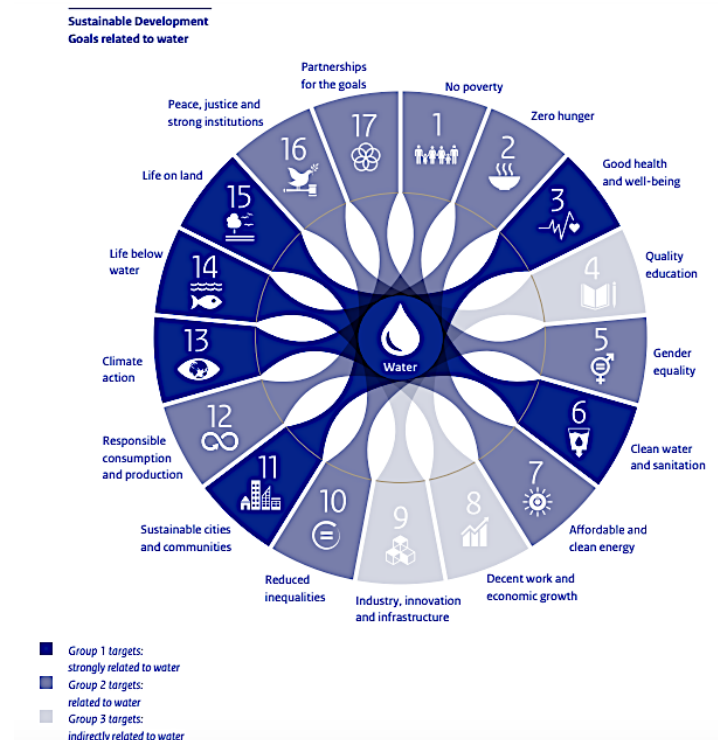 Sustainable Development
Goals related to water
Partnerships
for the goals
No poverty
Peace, justice and
strong institutions
Zero hunger
Good health
and well-being
Life on land
Quality
education
Life below
water
Gender
equality
Climate
action
Clean water
and sanitation
Responsible
consumption
and production
Affordable and
clean energy
Sustainable cities
and communities
Decent work and
economic growth
Reduced
inequalities
Industry, innovation
and infrastructure
1
2
3
4
5
6
7
8
9
10
11
12
13
14
15
16
17
Water
Group 1 targets:
strongly related to water
Group 2 targets:
related to water
Group 3 targets:
indirectly related to water